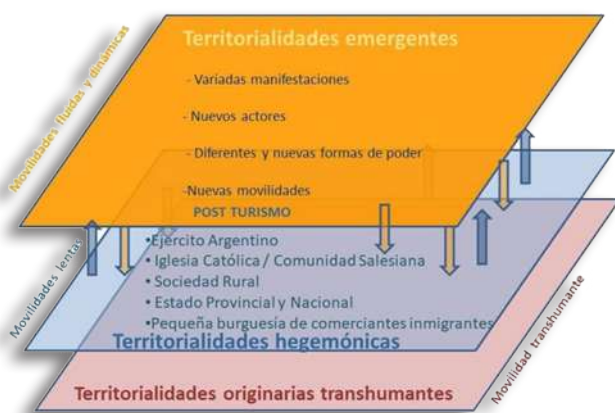 Territorialidades emergentes
- Variadas manifestaciones
- Nuevos actores
- Diferentes y nuevas formas de poder
-Nuevas movilidades
POST TURISMO
•Ejercito Argentino
•Iglesia Católica / Comunidad Salesiana
•Sociedad Rural
•Estado Provincial y Nacional
•Pequeña burguesía de comerciantes inmigrantes
Territorialidades hegemónicas
Territorialidades originarias transhumantes
Movilidades fluidas y dinámicas
Movilidades lentas
Movilidad transhumante